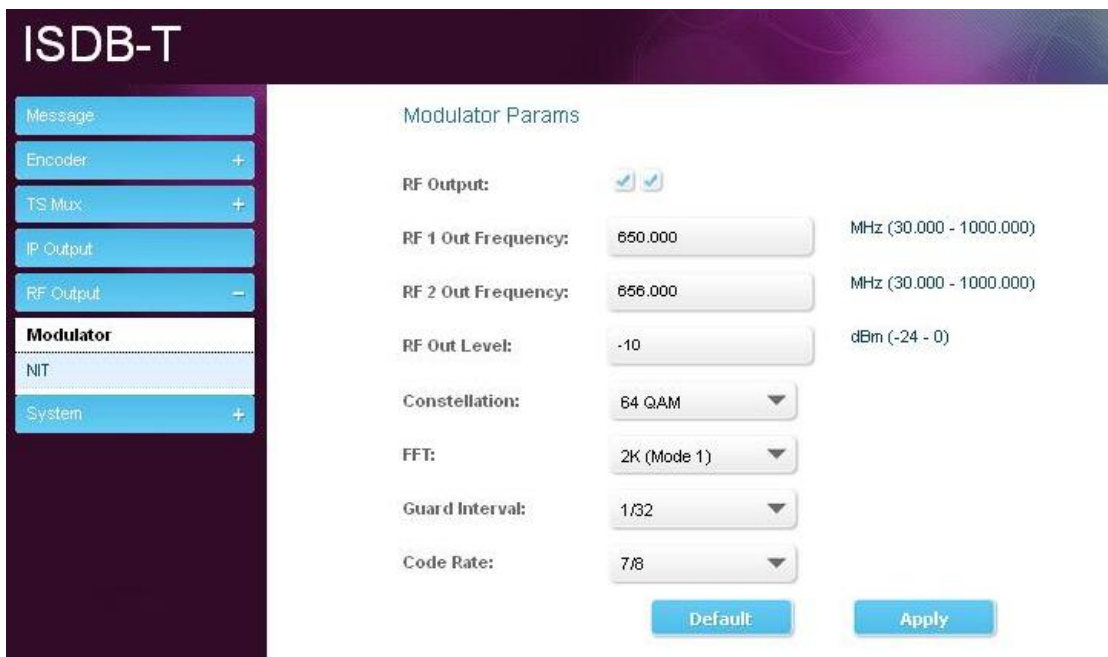 ISDB-T
Message
Encoder +
TS Mux +
IP Output
RF Output −
Modulator
NIT
System +
Modulator Params
RF Output:
RF 1 Out Frequency: 650.000 MHz (30.000 - 1000.000)
RF 2 Out Frequency: 656.000 MHz (30.000 - 1000.000)
RF Out Level: -10 dBm (-24 - 0)
Constellation: 64 QAM
FFT: 2K (Mode 1)
Guard Interval: 1/32
Code Rate: 7/8
Default Apply